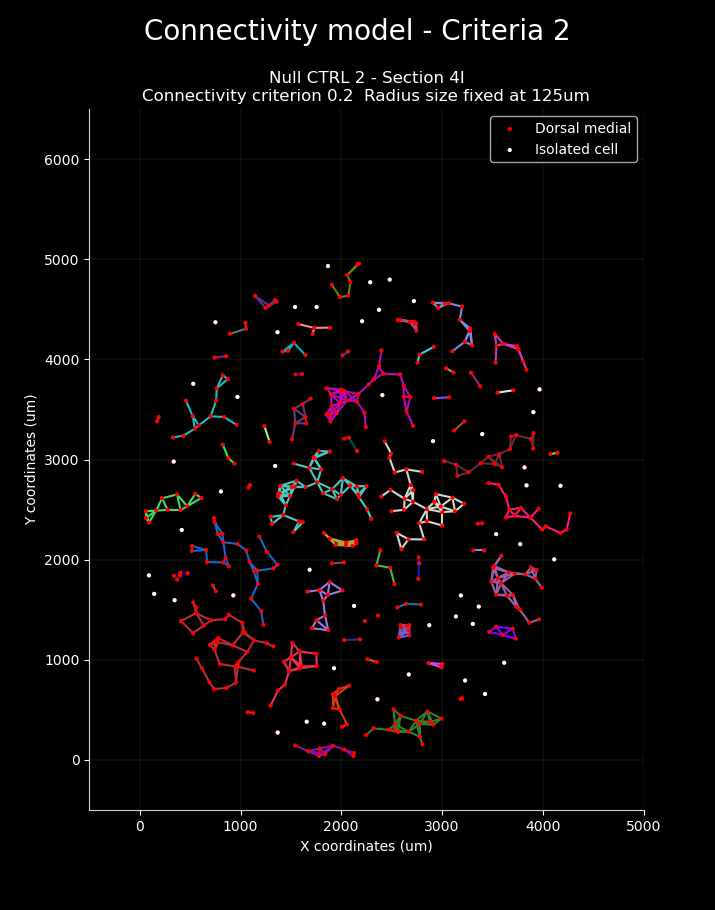 Connectivity model - Criteria 2
Null CTRL 2 - Section 4I
Connectivity criterion 0.2  Radius size fixed at 125um
Dorsal medial
Isolated cell
6000
5000
4000
3000
2000
1000
0
Y coordinates (um)
0 1000 2000 3000 4000 5000
X coordinates (um)